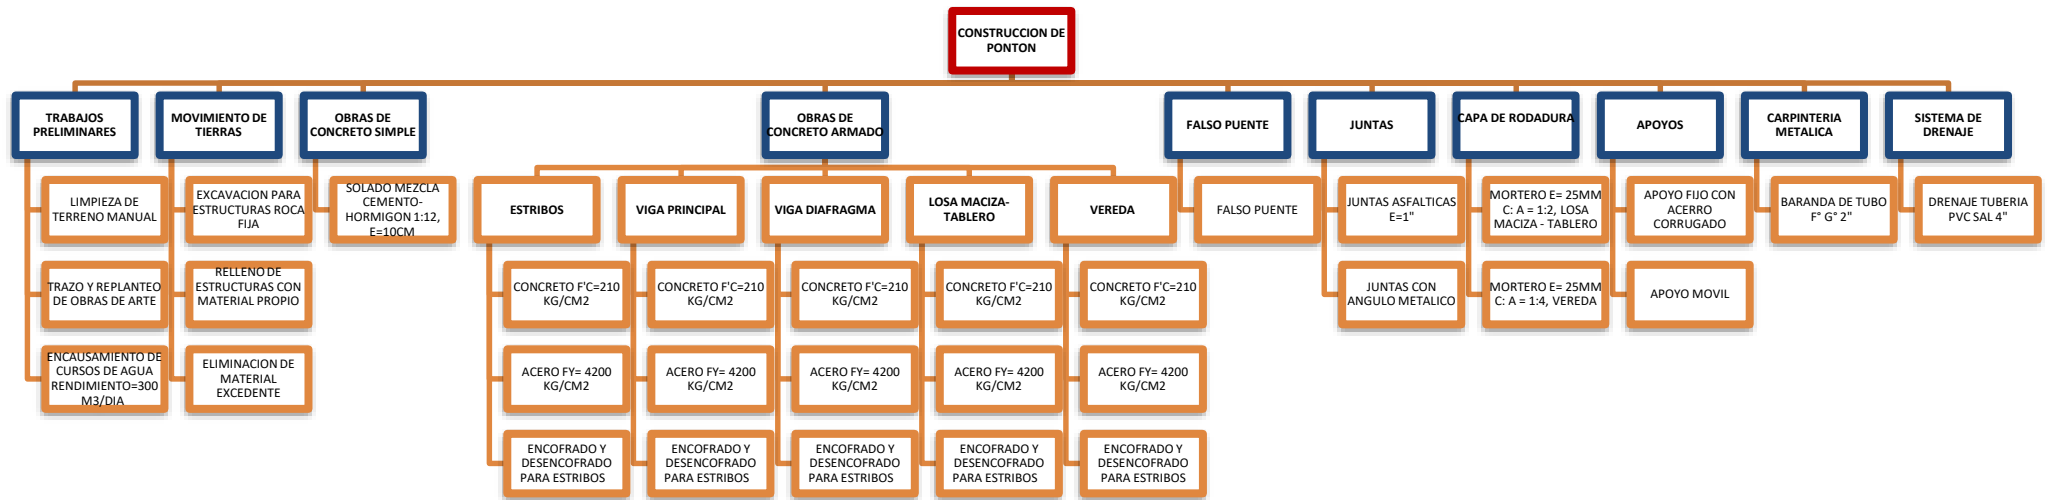 CONSTRUCCION DE
PONTON
TRABAJOS
PRELIMINARES
MOVIMIENTO DE
TIERRAS
OBRAS DE
CONCRETO SIMPLE
OBRAS DE
CONCRETO ARMADO
FALSO PUENTE
JUNTAS
CAPA DE RODADURA
APOYOS
CARPINTERIA
METALICA
SISTEMA DE
DRENAJE
LIMPIEZA DE
TERRENO MANUAL
TRAZO Y REPLANTEO
DE OBRAS DE ARTE
ENCAUSAMIENTO DE
CURSOS DE AGUA
RENDIMIENTO=300
M3/DIA
EXCAVACION PARA
ESTRUCTURAS ROCA
FIJA
RELLENO DE
ESTRUCTURAS CON
MATERIAL PROPIO
ELIMINACION DE
MATERIAL
EXCEDENTE
SOLADO MEZCLA
CEMENTO-
HORMIGON 1:12,
E=10CM
ESTRIBOS
CONCRETO F'C=210
KG/CM2
ACERO FY= 4200
KG/CM2
ENCOFRADO Y
DESENCOFRADO
PARA ESTRIBOS
VIGA PRINCIPAL
CONCRETO F'C=210
KG/CM2
ACERO FY= 4200
KG/CM2
ENCOFRADO Y
DESENCOFRADO
PARA ESTRIBOS
VIGA DIAFRAGMA
CONCRETO F'C=210
KG/CM2
ACERO FY= 4200
KG/CM2
ENCOFRADO Y
DESENCOFRADO
PARA ESTRIBOS
LOSA MACIZA-
TABLERO
CONCRETO F'C=210
KG/CM2
ACERO FY= 4200
KG/CM2
ENCOFRADO Y
DESENCOFRADO
PARA ESTRIBOS
VEREDA
CONCRETO F'C=210
KG/CM2
ACERO FY= 4200
KG/CM2
ENCOFRADO Y
DESENCOFRADO
PARA ESTRIBOS
FALSO PUENTE
JUNTAS ASFALTICAS
E=1"
JUNTAS CON
ANGULO METALICO
MORTERO E= 25MM
C: A = 1:2, LOSA
MACIZA - TABLERO
MORTERO E= 25MM
C: A = 1:4, VEREDA
APOYO FIJO CON
ACERRO
CORRUGADO
APOYO MOVIL
BARANDA DE TUBO
F° G° 2"
DRENAJE TUBERIA
PVC SAL 4"